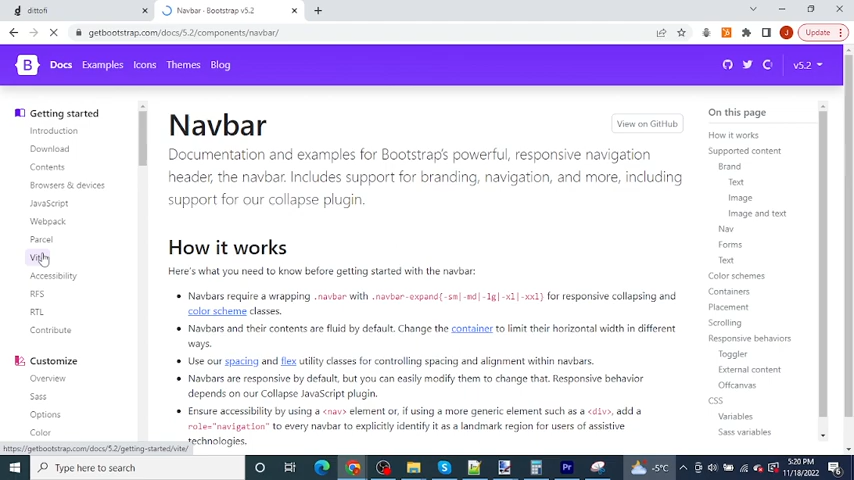 dittofi
Navbar · Bootstrap v5.2
getbootstrap.com/docs/5.2/components/navbar/
Update
B
Docs
Examples
Icons
Themes
Blog
v5.2
Getting started
Introduction
Download
Contents
Browsers & devices
JavaScript
Webpack
Parcel
Vite
Accessibility
RFS
RTL
Contribute
Customize
Overview
Sass
Options
Color
Navbar
View on GitHub
Documentation and examples for Bootstrap's powerful, responsive navigation
header, the navbar. Includes support for branding, navigation, and more, including
support for our collapse plugin.
How it works
Here's what you need to know before getting started with the navbar:
• Navbars require a wrapping .navbar with .navbar-expand{-sm|-md|-lg|-xl|-xxl} for responsive collapsing and
color scheme classes.
• Navbars and their contents are fluid by default. Change the container to limit their horizontal width in different
ways.
• Use our spacing and flex utility classes for controlling spacing and alignment within navbars.
• Navbars are responsive by default, but you can easily modify them to change that. Responsive behavior
depends on our Collapse JavaScript plugin.
• Ensure accessibility by using a <nav> element or, if using a more generic element such as a <div>, add a
role="navigation" to every navbar to explicitly identify it as a landmark region for users of assistive
technologies.
On this page
How it works
Supported content
Brand
Text
Image
Image and text
Nav
Forms
Text
Color schemes
Containers
Placement
Scrolling
Responsive behaviors
Toggler
External content
Offcanvas
CSS
Variables
Sass variables
https://getbootstrap.com/docs/5.2/getting-started/vite/
Type here to search
Pr
-5°C
5:20 PM
11/18/2022
6